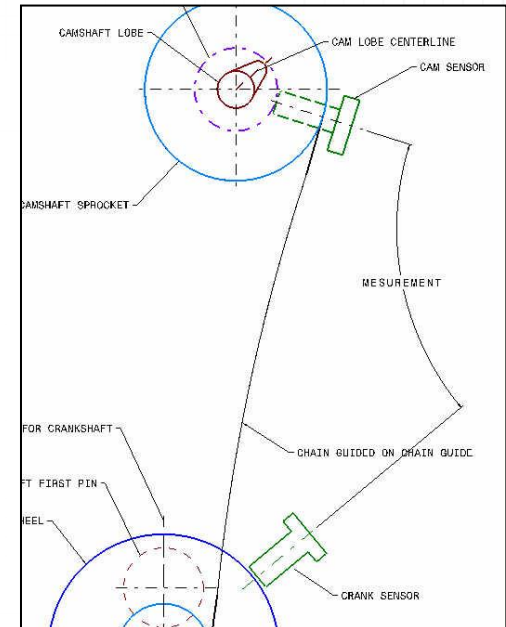 CAMSHAFT LOBE
CAM LOBE CENTERLINE
CAM SENSOR
CAMSHAFT SPROCKET
MESUREMENT
FOR CRANKSHAFT
FT FIRST PIN
HEEL
CHAIN GUIDED ON CHAIN GUIDE
CRANK SENSOR